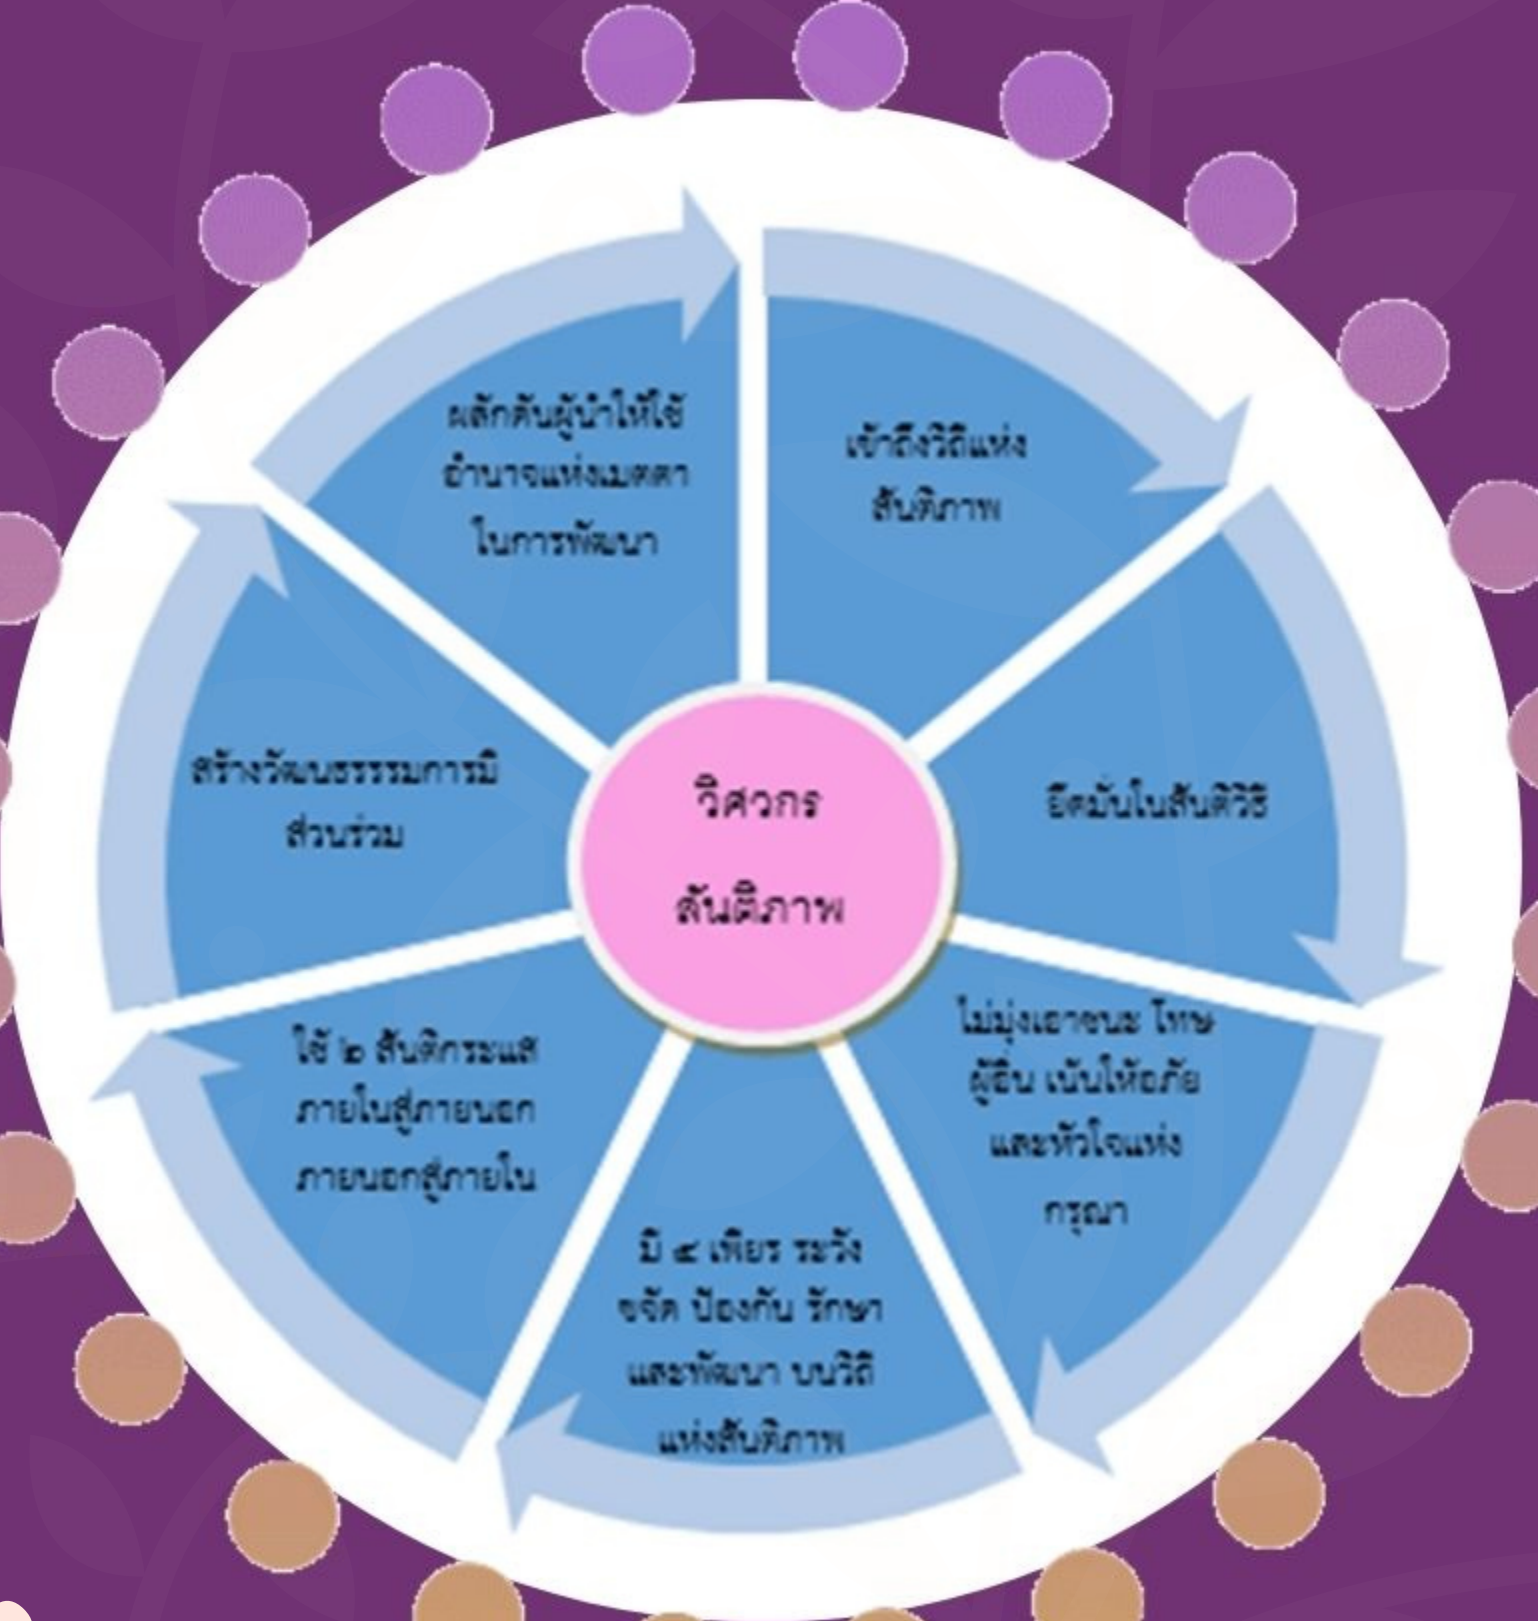 วิศวกร
สันติภาพ
เข้าถึงวิถีแห่ง
สันติภาพ
ยึดมั่นในสันติวิธี
ไม่มุ่งเอาชนะ โทษ
ผู้อื่น เน้นให้อภัย
และหัวใจแห่ง
กรุณา
มี ๔ เพียร ระวัง
ขจัด ป้องกัน รักษา
และพัฒนา บนวิถี
แห่งสันติภาพ
ใช้ ๒ สันติกระแส
ภายในสู่ภายนอก
ภายนอกสู่ภายใน
สร้างวัฒนธรรรมการมี
ส่วนร่วม
ผลักดันผู้นำให้ใช้
อำนาจแห่งเมตตา
ในการพัฒนา